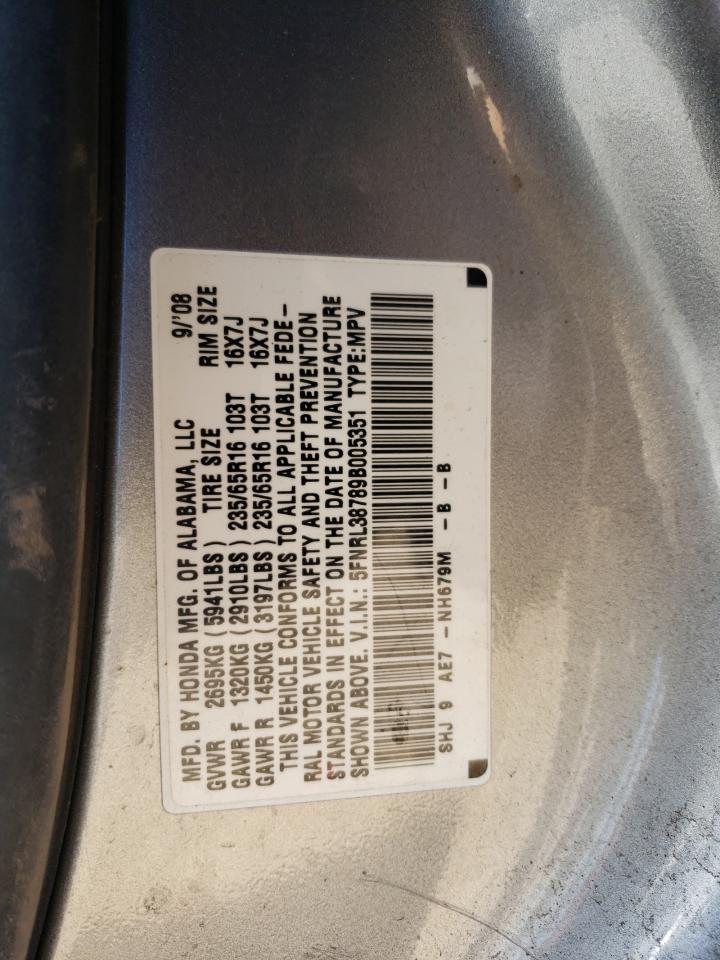 MFD. BY HONDA MFG. OF ALABAMA, LLC 9/'08
GVWR 2695KG (5941LBS) TIRE SIZE RIM SIZE
GAWR F 1320KG (2910LBS) 235/65R16 103T 16X7J
GAWR R 1450KG (3197LBS) 235/65R16 103T 16X7J
THIS VEHICLE CONFORMS TO ALL APPLICABLE FEDE-
RAL MOTOR VEHICLE SAFETY AND THEFT PREVENTION
STANDARDS IN EFFECT ON THE DATE OF MANUFACTURE
SHOWN ABOVE. V.I.N.: 5FNRL38789B005351 TYPE:MPV
SHJ 9 AE7 -NH679M -B -B